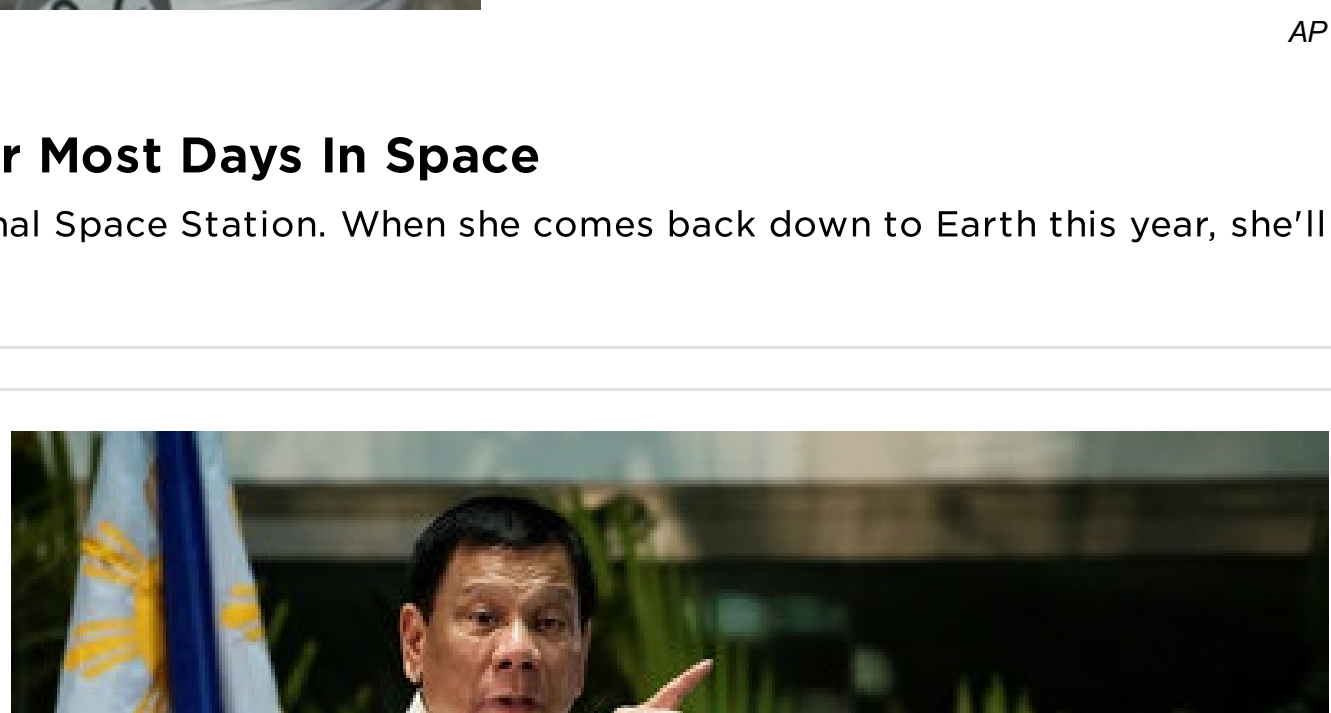 AP
r Most Days In Space
nal Space Station. When she comes back down to Earth this year, she'll